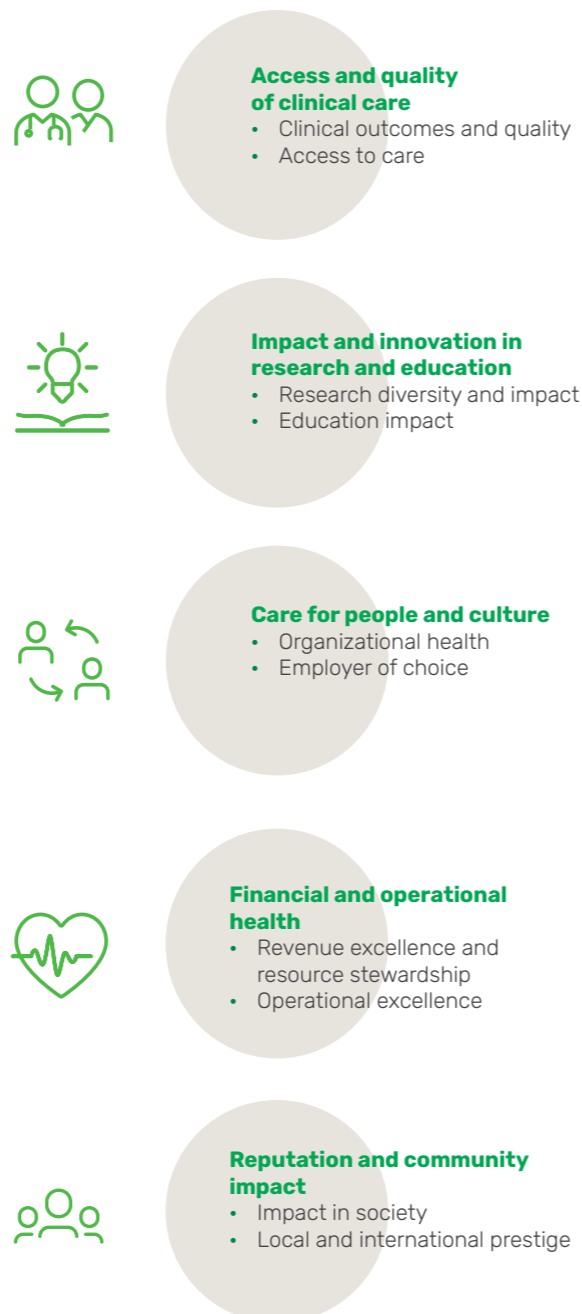 Access and quality
of clinical care
• Clinical outcomes and quality
• Access to care
Impact and innovation in
research and education
• Research diversity and impact
• Education impact
Care for people and culture
• Organizational health
• Employer of choice
Financial and operational
health
• Revenue excellence and
resource stewardship
• Operational excellence
Reputation and community
impact
• Impact in society
• Local and international prestige